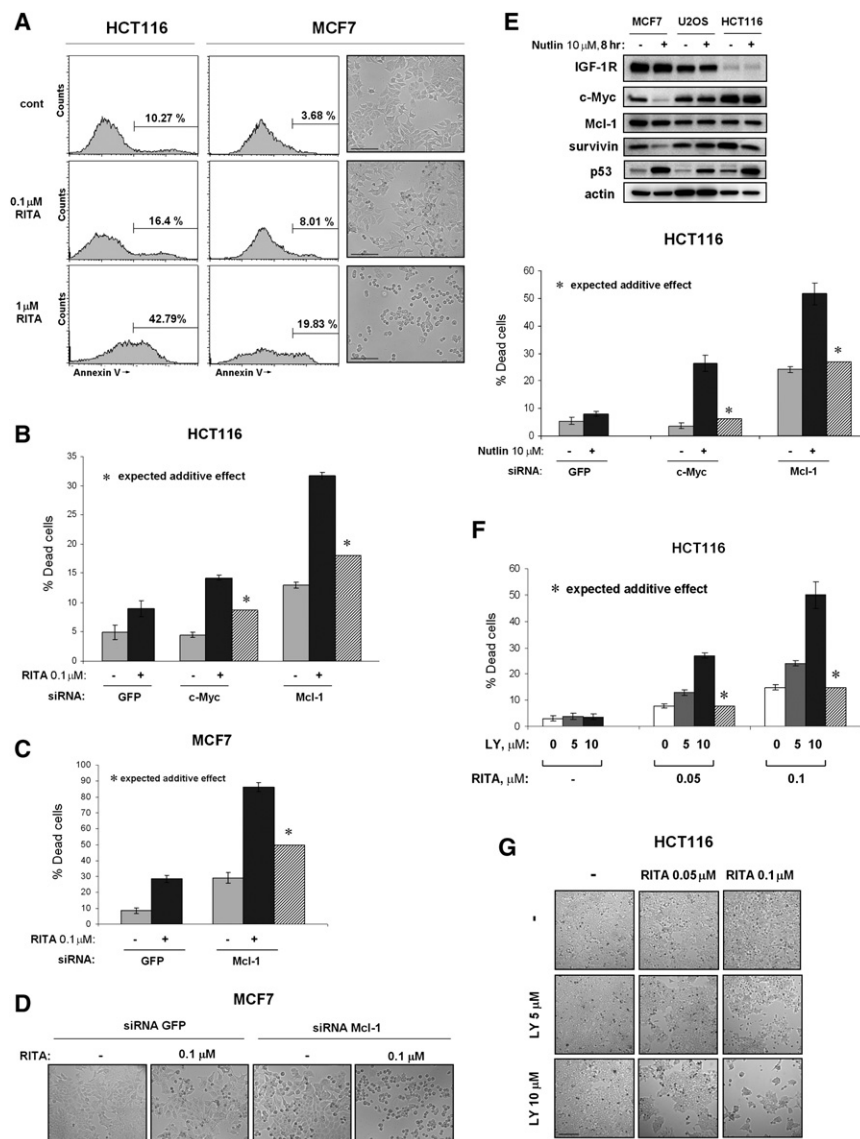 A
HCT116
MCF7
cont
Counts
10.27 %
3.68 %
0.1µM
RITA
Counts
16.4 %
8.01 %
1µM
RITA
Counts
42.79%
19.83 %
Annexin V→
Annexin V→
B
HCT116
* expected additive effect
% Dead cells
35
30
25
20
15
10
5
0
*
*
RITA 0.1µM: - + - + - +
siRNA: GFP c-Myc Mcl-1
C
MCF7
* expected additive effect
% Dead cells
100
90
80
70
60
50
40
30
20
10
0
*
RITA 0.1µM: - + - +
siRNA: GFP Mcl-1
D
MCF7
siRNA GFP siRNA Mcl-1
RITA: - 0.1 µM - 0.1 µM
E
MCF7 U2OS HCT116
Nutlin 10 µM, 8 hr: - + - + - +
IGF-1R
c-Myc
Mcl-1
survivin
p53
actin
HCT116
* expected additive effect
% Dead cells
60
50
40
30
20
10
0
*
*
Nutlin 10 µM: - + - + - +
siRNA: GFP c-Myc Mcl-1
F
HCT116
* expected additive effect
% Dead cells
60
50
40
30
20
10
0
*
*
LY, µM: 0 5 10 0 5 10 0 5 10
RITA, µM: - 0.05 0.1
G
HCT116
- RITA 0.05 µM RITA 0.1 µM
-
LY 5 µM
LY 10 µM